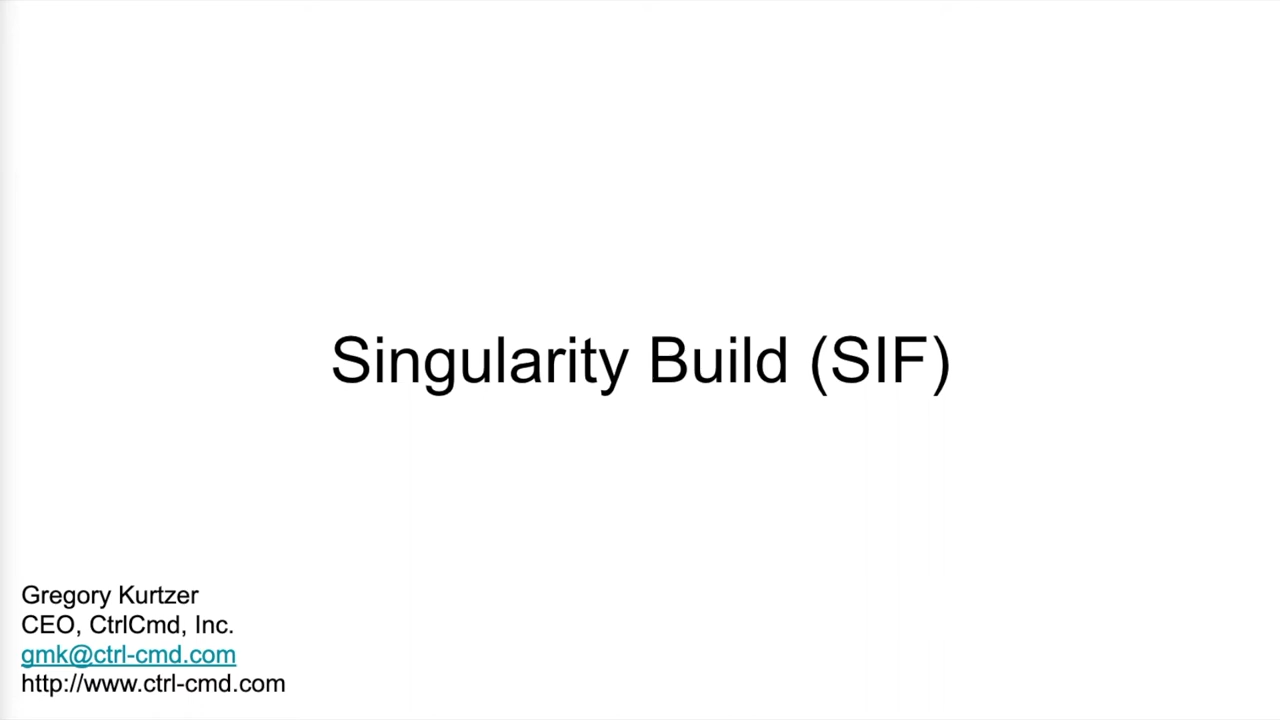 Singularity Build (SIF)
Gregory Kurtzer
CEO, CtrlCmd, Inc.
gmk@ctrl-cmd.com
http://www.ctrl-cmd.com